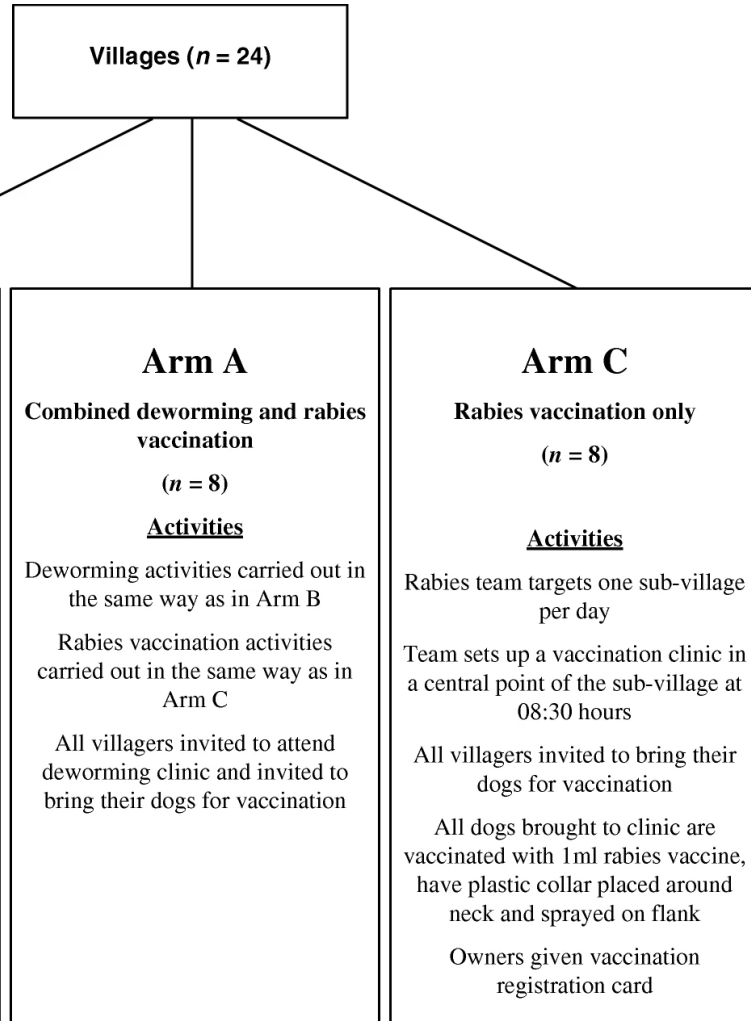 Villages (n = 24)
Arm A
Combined deworming and rabies
vaccination
(n = 8)
Activities
Deworming activities carried out in
the same way as in Arm B
Rabies vaccination activities
carried out in the same way as in
Arm C
All villagers invited to attend
deworming clinic and invited to
bring their dogs for vaccination
Arm C
Rabies vaccination only
(n = 8)
Activities
Rabies team targets one sub-village
per day
Team sets up a vaccination clinic in
a central point of the sub-village at
08:30 hours
All villagers invited to bring their
dogs for vaccination
All dogs brought to clinic are
vaccinated with 1ml rabies vaccine,
have plastic collar placed around
neck and sprayed on flank
Owners given vaccination
registration card